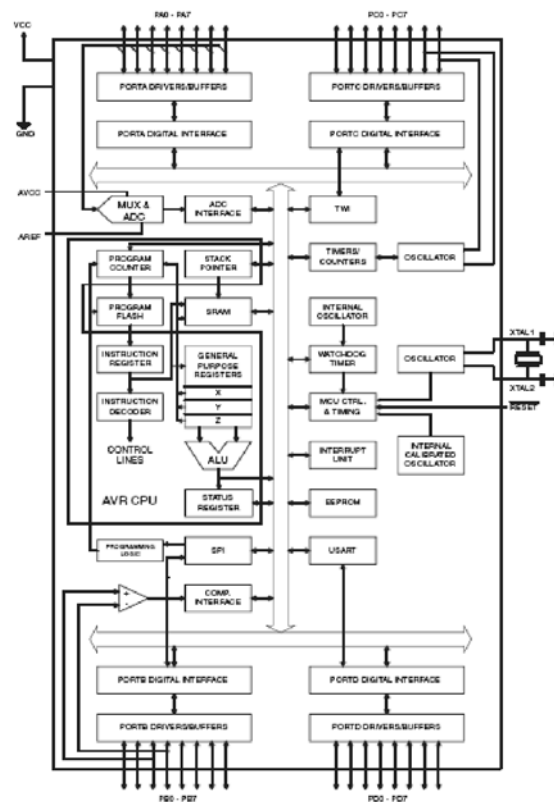 PA0 - PA7
PC0 - PC7
VCC
PORTA DRIVERS/BUFFERS
PORTC DRIVERS/BUFFERS
GND
PORTA DIGITAL INTERFACE
PORTC DIGITAL INTERFACE
AVCC
MUX &
ADC
ADC
INTERFACE
TWI
AREF
PROGRAM
COUNTER
STACK
POINTER
TIMERS/
COUNTERS
OSCILLATOR
PROGRAM
FLASH
SRAM
INTERNAL
OSCILLATOR
XTAL1
INSTRUCTION
REGISTER
GENERAL
PURPOSE
REGISTERS
WATCHDOG
TIMER
OSCILLATOR
X
XTAL2
INSTRUCTION
DECODER
Y
MCU CTRL.
& TIMING
RESET
Z
CONTROL
LINES
ALU
INTERRUPT
UNIT
INTERNAL
CALIBRATED
OSCILLATOR
AVR CPU
STATUS
REGISTER
EEPROM
PROGRAMMING
LOGIC
SPI
USART
+
-
COMP.
INTERFACE
PORTB DIGITAL INTERFACE
PORTD DIGITAL INTERFACE
PORTB DRIVERS/BUFFERS
PORTD DRIVERS/BUFFERS
PB0 - PB7
PD0 - PD7